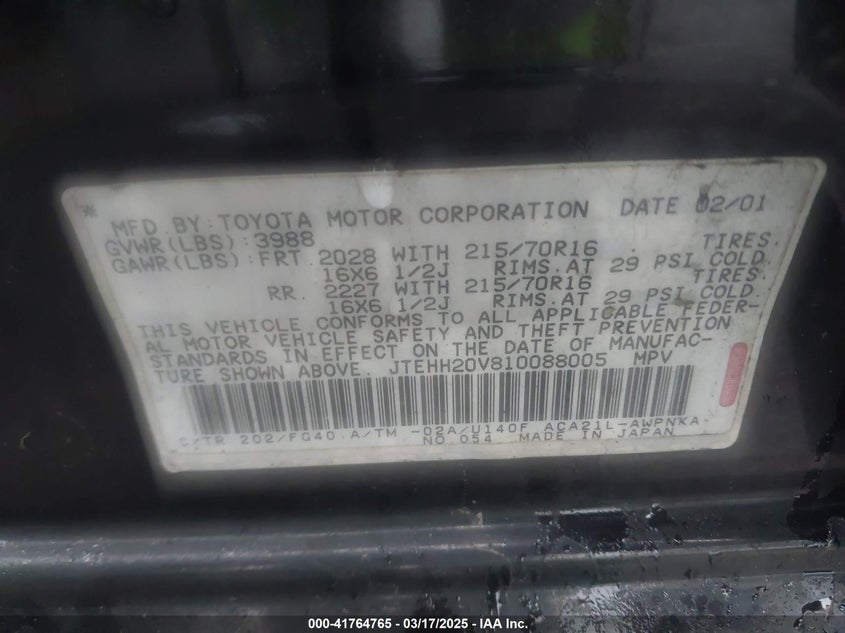 MFD.BY:TOYOTA MOTOR CORPORATION DATE 02/01
GVWR(LBS):3988
GAWR(LBS):FRT. 2028 WITH 215/70R16 TIRES.
16X6 1/2J RIMS.AT 29 PSI COLD.
RR. 2227 WITH 215/70R16 TIRES.
16X6 1/2J RIMS.AT 29 PSI COLD.
THIS VEHICLE CONFORMS TO ALL APPLICABLE FEDER-
AL MOTOR VEHICLE SAFETY AND THEFT PREVENTION
STANDARDS IN EFFECT ON THE DATE OF MANUFAC-
TURE SHOWN ABOVE. JTEHH20V810088005 MPV
C/TR 202/FG40 A/TM -02A/U140F ACA21L-AWPNKA
NO.054 MADE IN JAPAN
000-41764765 - 03/17/2025 - IAA Inc.